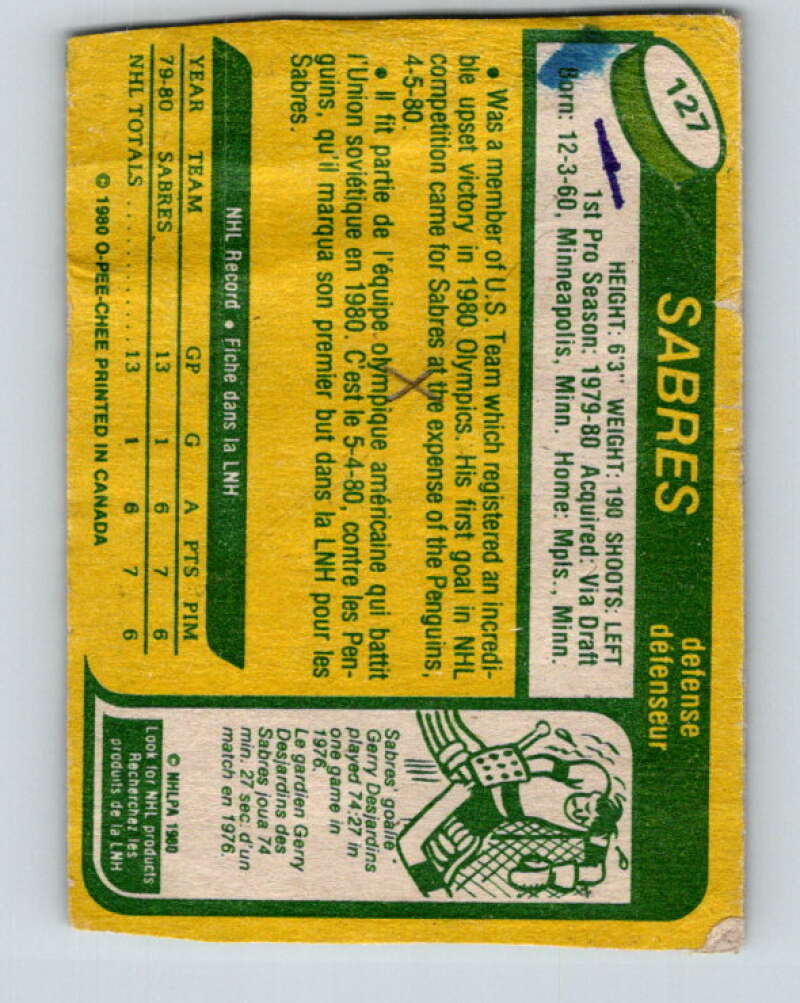 127
SABRES
defense
défenseur
HEIGHT: 6'3" WEIGHT: 190 SHOOTS: LEFT
1st Pro Season: 1979-80 Acquired: Via Draft
Born: 12-3-60, Minneapolis, Minn. Home: Mpls., Minn.
• Was a member of U.S. Team which registered an incredi-
ble upset victory in 1980 Olympics. His first goal in NHL
competition came for Sabres at the expense of the Penguins,
4-5-80.
• Il fit partie de l'équipe olympique américaine qui battit
l'Union soviétique en 1980. C'est le 5-4-80, contre les Pen-
guins, qu'il marqua son premier but dans la LNH pour les
Sabres.
NHL Record • Fiche dans la LNH
YEAR TEAM GP G A PTS PIM
79-80 SABRES 13 1 6 7 6
NHL TOTALS ........... 13 1 6 7 6
© 1980 O-PEE-CHEE PRINTED IN CANADA
Sabres' goalie
Gerry Desjardins
played 74:27 in
one game in
1976.
Le gardien Gerry
Desjardins des
Sabres joua 74
min. 27 sec. d'un
match en 1976.
© NHLPA 1980
Look for NHL products
Recherchez les
produits de la LNH